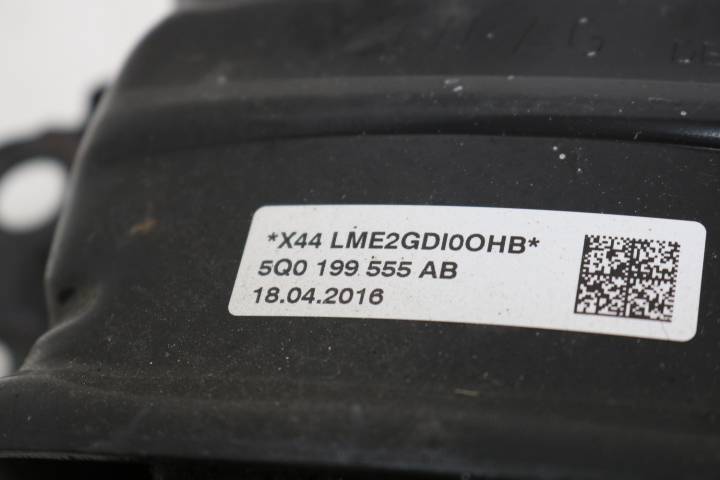 *X44 LME2GDI0OHB*
5Q0 199 555 AB
18.04.2016